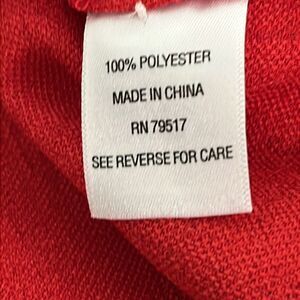 100% POLYESTER
MADE IN CHINA
RN 79517
SEE REVERSE FOR CARE